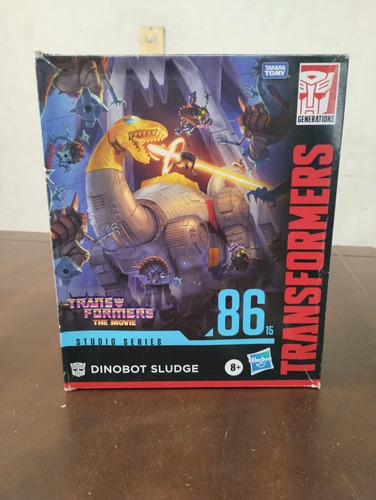 TAKARA
TOMY
GENERATIONS
TRANSFORMERS
TRANS
FORMERS
THE MOVIE
86
15
STUDIO SERIES
DINOBOT SLUDGE
8+
Hasbro